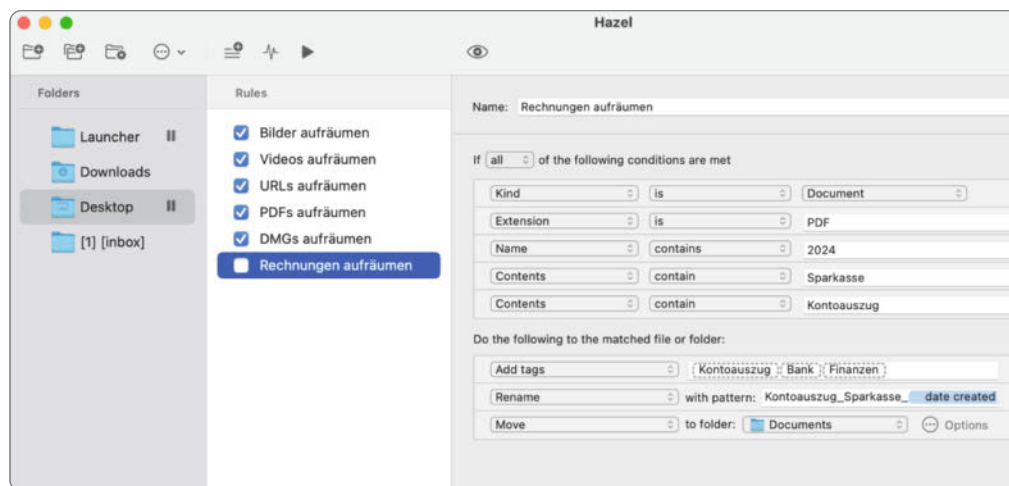 Hazel
Folders
Launcher
Downloads
Desktop
[1] [inbox]
Rules
Bilder aufräumen
Videos aufräumen
URLs aufräumen
PDFs aufräumen
DMGs aufräumen
Rechnungen aufräumen
Name: Rechnungen aufräumen
If all of the following conditions are met
Kind is Document
Extension is PDF
Name contains 2024
Contents contain Sparkasse
Contents contain Kontoauszug
Do the following to the matched file or folder:
Add tags Kontoauszug Bank Finanzen
Rename with pattern: Kontoauszug_Sparkasse_ date created
Move to folder: Documents Options